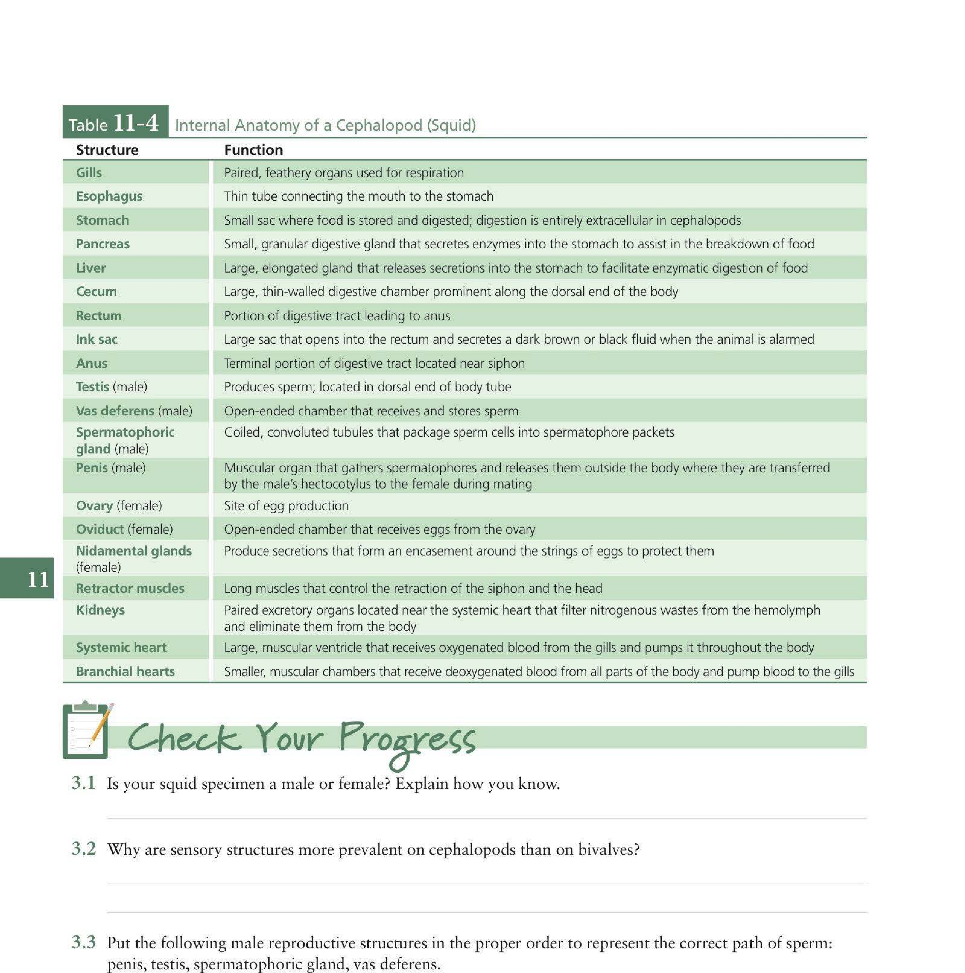 Table 11-4 Internal Anatomy of a Cephalopod (Squid)
Structure Function
Gills Paired, feathery organs used for respiration
Esophagus Thin tube connecting the mouth to the stomach
Stomach Small sac where food is stored and digested; digestion is entirely extracellular in cephalopods
Pancreas Small, granular digestive gland that secretes enzymes into the stomach to assist in the breakdown of food
Liver Large, elongated gland that releases secretions into the stomach to facilitate enzymatic digestion of food
Cecum Large, thin-walled digestive chamber prominent along the dorsal end of the body
Rectum Portion of digestive tract leading to anus
Ink sac Large sac that opens into the rectum and secretes a dark brown or black fluid when the animal is alarmed
Anus Terminal portion of digestive tract located near siphon
Testis (male) Produces sperm; located in dorsal end of body tube
Vas deferens (male) Open-ended chamber that receives and stores sperm
Spermatophoric Coiled, convoluted tubules that package sperm cells into spermatophore packets
gland (male)
Penis (male) Muscular organ that gathers spermatophores and releases them outside the body where they are transferred
by the male's hectocotylus to the female during mating
Ovary (female) Site of egg production
Oviduct (female) Open-ended chamber that receives eggs from the ovary
Nidamental glands Produce secretions that form an encasement around the strings of eggs to protect them
(female)
Retractor muscles Long muscles that control the retraction of the siphon and the head
Kidneys Paired excretory organs located near the systemic heart that filter nitrogenous wastes from the hemolymph
and eliminate them from the body
Systemic heart Large, muscular ventricle that receives oxygenated blood from the gills and pumps it throughout the body
Branchial hearts Smaller, muscular chambers that receive deoxygenated blood from all parts of the body and pump blood to the gills
11
Check Your Progress
3.1 Is your squid specimen a male or female? Explain how you know.
3.2 Why are sensory structures more prevalent on cephalopods than on bivalves?
3.3 Put the following male reproductive structures in the proper order to represent the correct path of sperm:
penis, testis, spermatophoric gland, vas deferens.